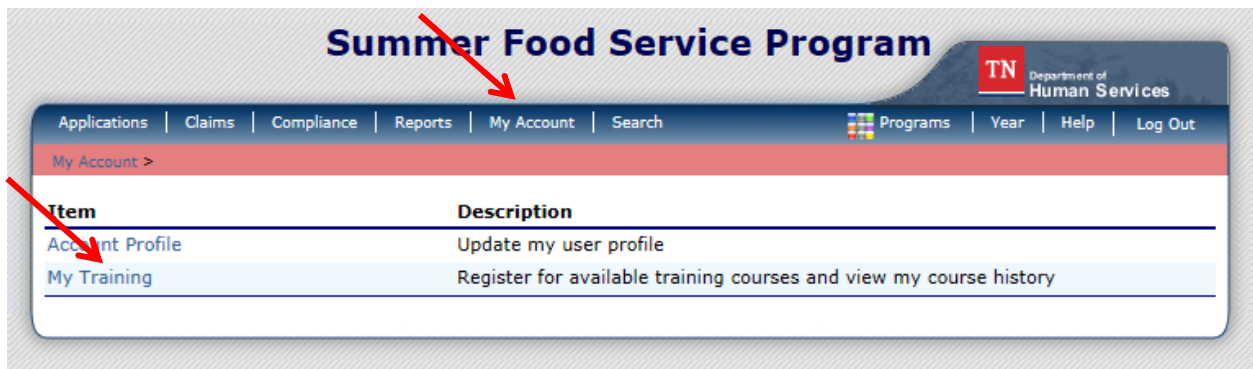 Summer Food Service Program
TN Department of
Human Services
Applications | Claims | Compliance | Reports | My Account | Search Programs | Year | Help | Log Out
My Account >
Item Description
Account Profile Update my user profile
My Training Register for available training courses and view my course history